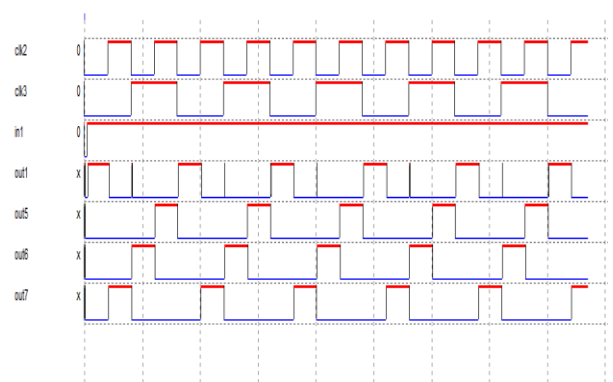 clk2 0
clk3 0
in1 0
out1 x
out5 x
out6 x
out7 x